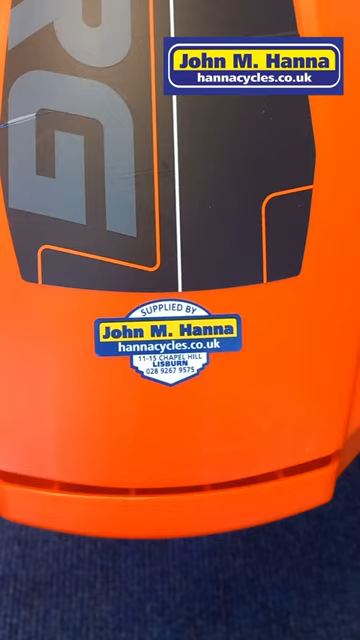 John M. Hanna
hannacycles.co.uk
SUPPLIED BY
John M. Hanna
hannacycles.co.uk
11-15 CHAPEL HILL
LISBURN
028 9267 9575